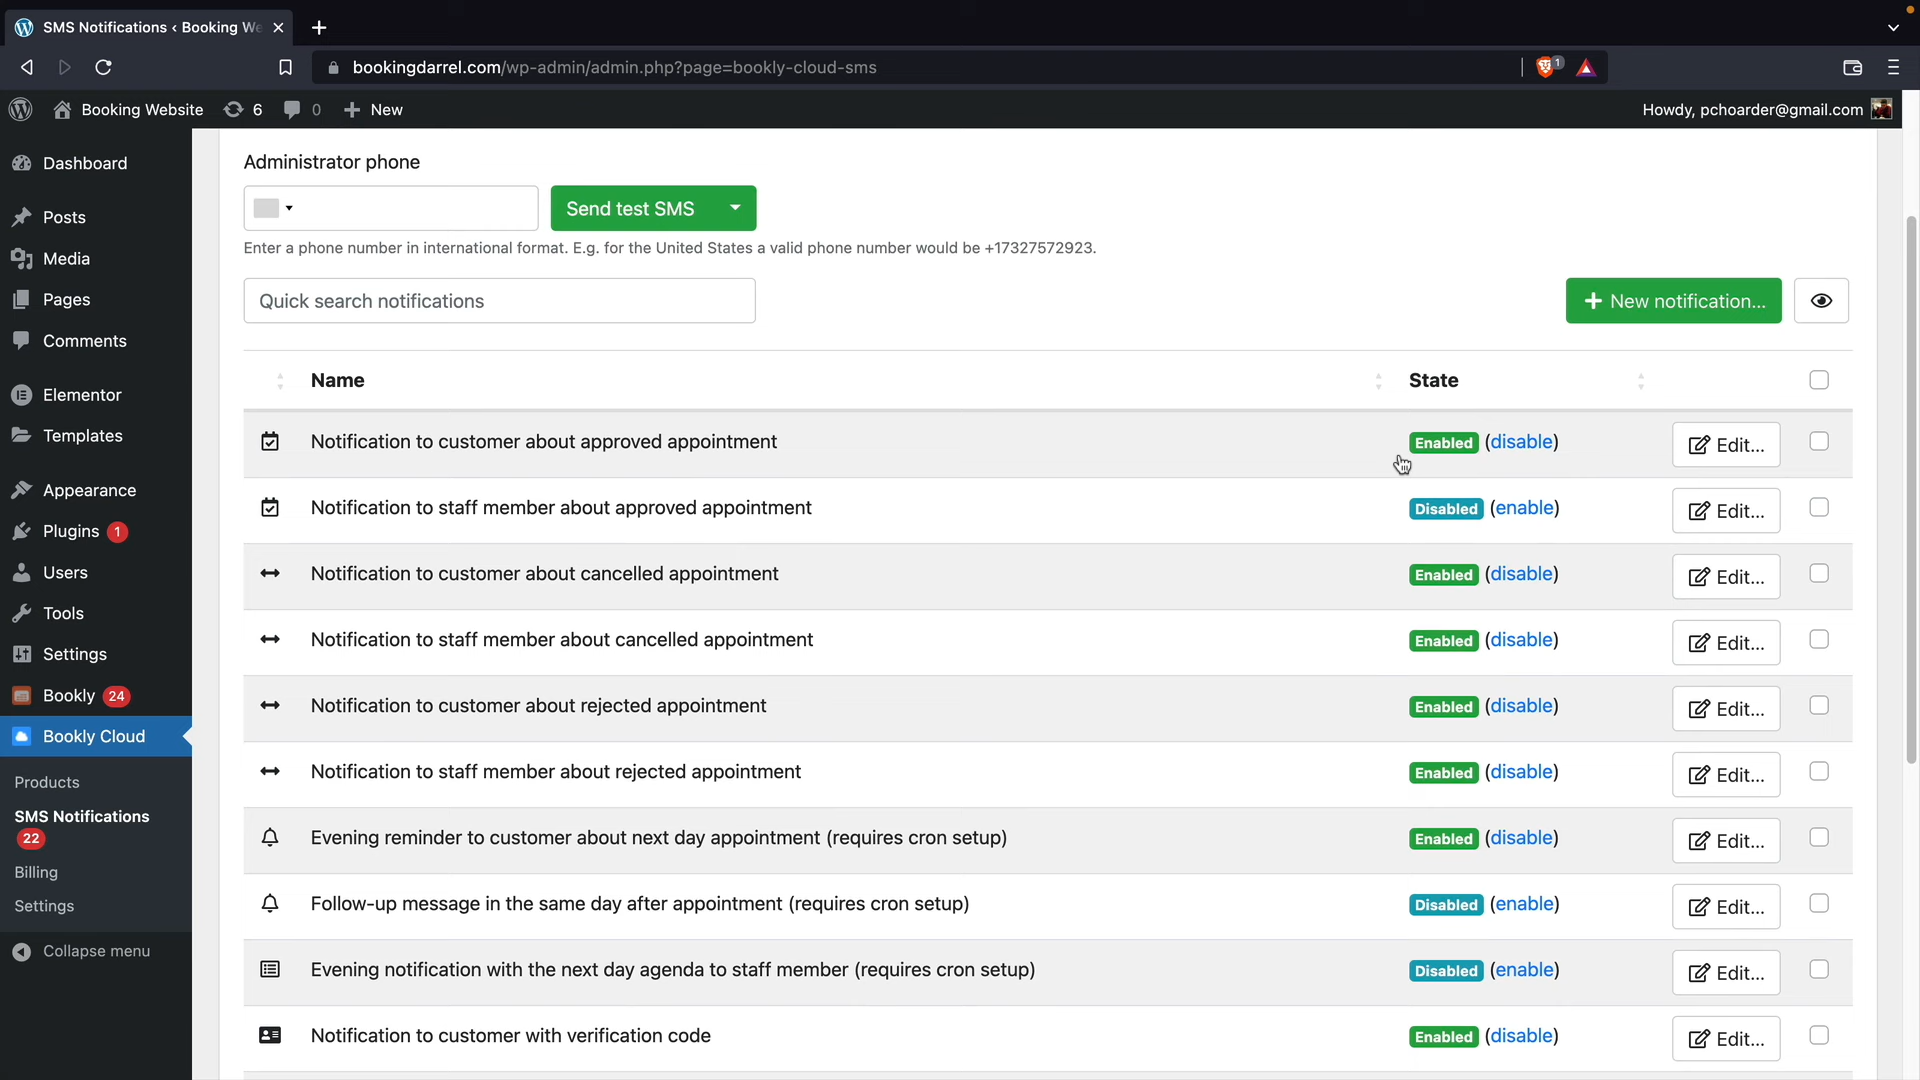 SMS Notifications ‹ Booking We
bookingdarrel.com/wp-admin/admin.php?page=bookly-cloud-sms
1
Booking Website 6 0 New
Howdy, pchoarder@gmail.com
Dashboard
Posts
Media
Pages
Comments
Elementor
Templates
Appearance
Plugins 1
Users
Tools
Settings
Bookly 24
Bookly Cloud
Products
SMS Notifications
22
Billing
Settings
Collapse menu
Administrator phone
Send test SMS
Enter a phone number in international format. E.g. for the United States a valid phone number would be +17327572923.
Quick search notifications
New notification...
Name State
Notification to customer about approved appointment Enabled (disable) Edit...
Notification to staff member about approved appointment Disabled (enable) Edit...
Notification to customer about cancelled appointment Enabled (disable) Edit...
Notification to staff member about cancelled appointment Enabled (disable) Edit...
Notification to customer about rejected appointment Enabled (disable) Edit...
Notification to staff member about rejected appointment Enabled (disable) Edit...
Evening reminder to customer about next day appointment (requires cron setup) Enabled (disable) Edit...
Follow-up message in the same day after appointment (requires cron setup) Disabled (enable) Edit...
Evening notification with the next day agenda to staff member (requires cron setup) Disabled (enable) Edit...
Notification to customer with verification code Enabled (disable) Edit...